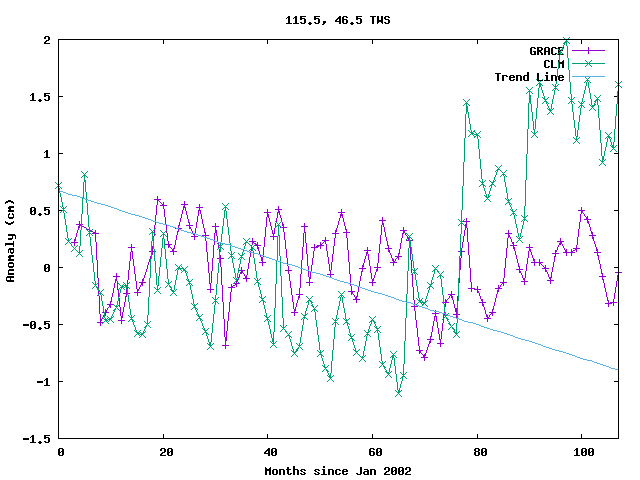 115.5, 46.5 TWS
GRACE
CLM
Trend Line
2
1.5
1
0.5
0
-0.5
-1
-1.5
Anomaly (cm)
0 20 40 60 80 100
Months since Jan 2002